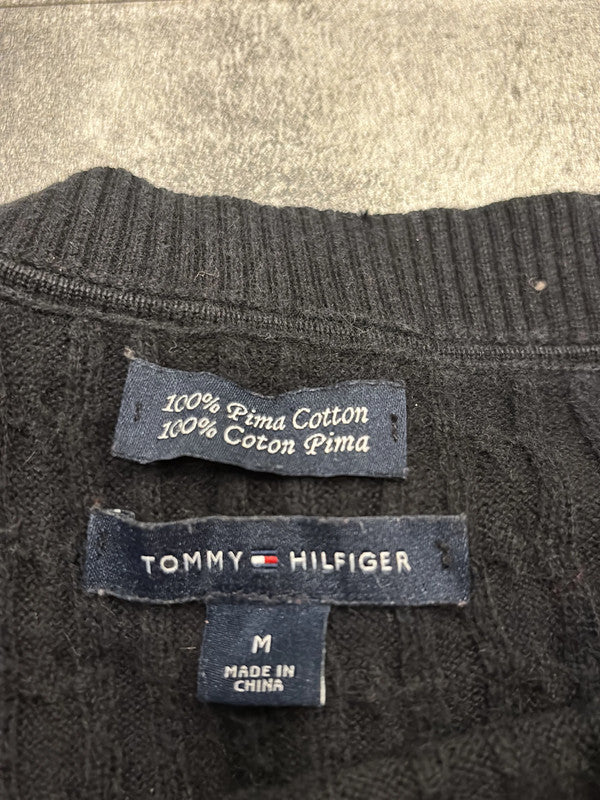 100% Pima Cotton
100% Coton Pima
TOMMY HILFIGER
M
MADE IN
CHINA